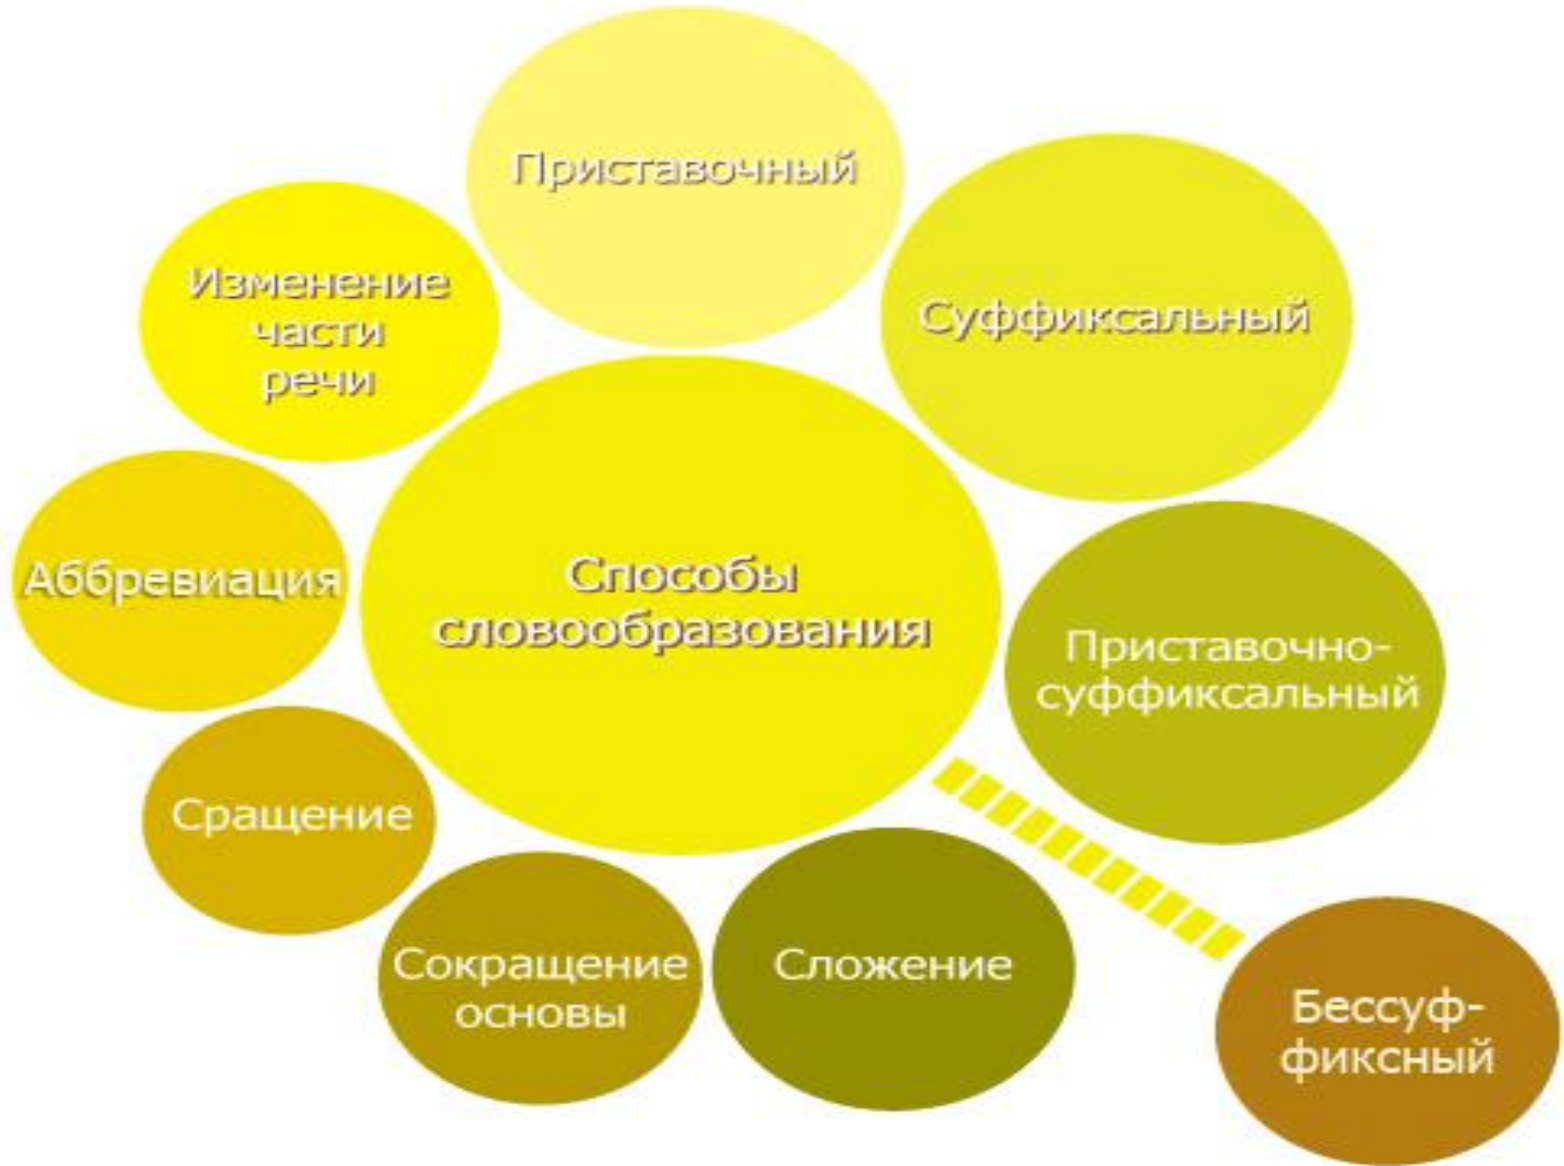 Приставочный
Суффиксальный
Изменение
части
речи
Аббревиация
Способы
словообразования
Приставочно-
суффиксальный
Сращение
Сокращение
основы
Сложение
Бессуф-
фиксный